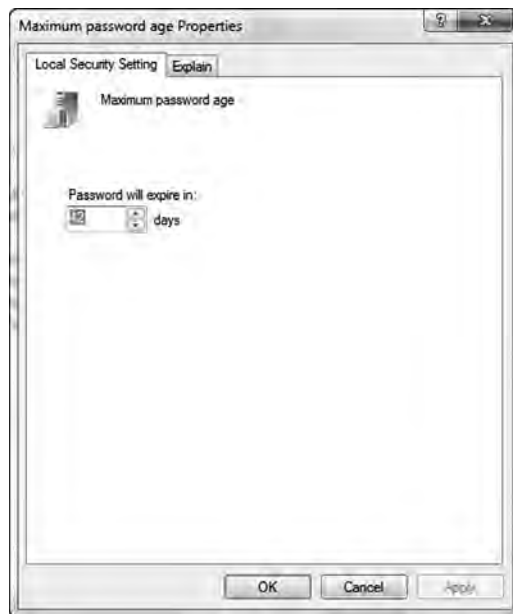 Maximum password age Properties
Local Security Setting Explain
Maximum password age
Password will expire in:
days
OK Cancel Apply